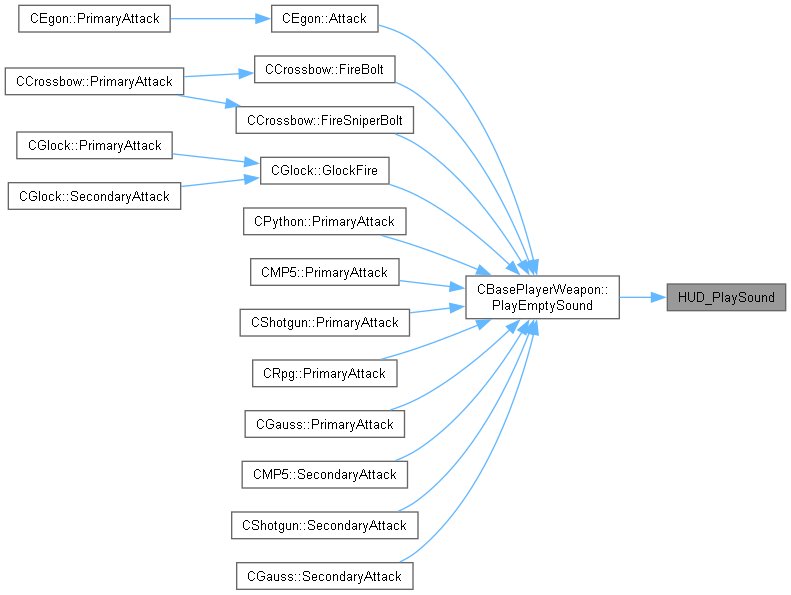 CEgon::PrimaryAttack
CEgon::Attack
CCrossbow::FireBolt
CCrossbow::PrimaryAttack
CCrossbow::FireSniperBolt
CGlock::PrimaryAttack
CGlock::GlockFire
CGlock::SecondaryAttack
CPython::PrimaryAttack
CMP5::PrimaryAttack
CBasePlayerWeapon::
PlayEmptySound
HUD_PlaySound
CShotgun::PrimaryAttack
CRpg::PrimaryAttack
CGauss::PrimaryAttack
CMP5::SecondaryAttack
CShotgun::SecondaryAttack
CGauss::SecondaryAttack